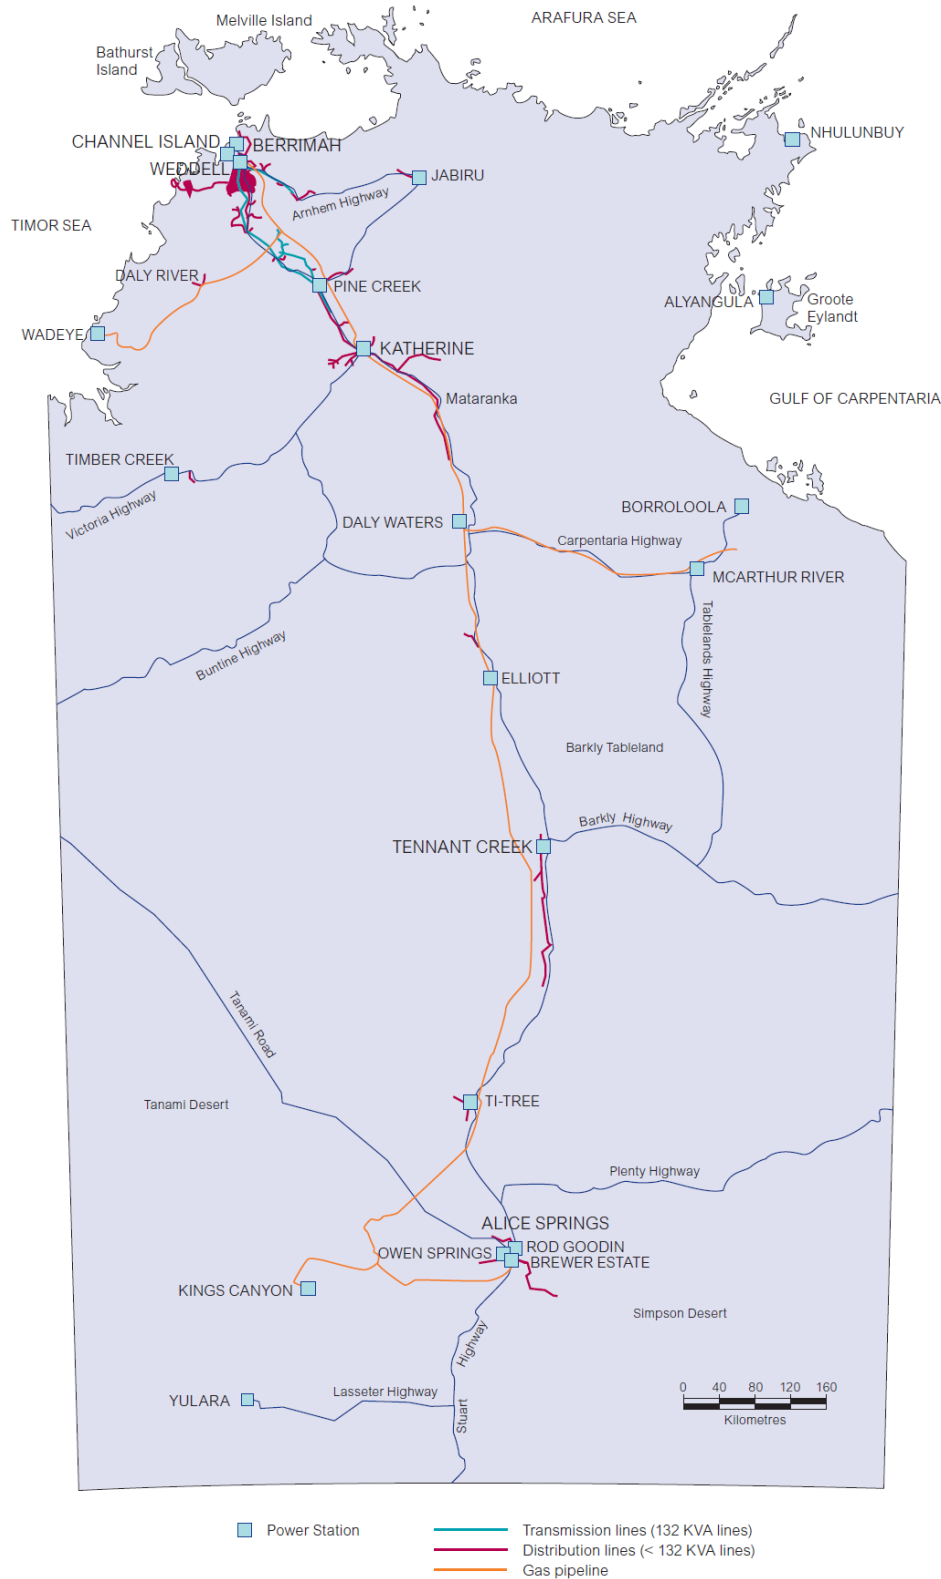 ARAFURA SEA
Melville Island
Bathurst
Island
NHULUNBUY
CHANNEL ISLAND
BERRIMAH
WEDDELL
JABIRU
Arnhem Highway
TIMOR SEA
DALY RIVER
PINE CREEK
ALYANGULA
Groote
Eylandt
WADEYE
KATHERINE
Mataranka
GULF OF CARPENTARIA
TIMBER CREEK
Victoria Highway
BORROLOOLA
DALY WATERS
Carpentaria Highway
MCARTHUR RIVER
Tablelands Highway
Buntine Highway
ELLIOTT
Barkly Tableland
Barkly Highway
TENNANT CREEK
Tanami Road
Tanami Desert
TI-TREE
Plenty Highway
ALICE SPRINGS
OWEN SPRINGS
ROD GOODIN
BREWER ESTATE
KINGS CANYON
Simpson Desert
Highway
Stuart
YULARA
Lasseter Highway
0 40 80 120 160
Kilometres
Power Station
Transmission lines (132 KVA lines)
Distribution lines (< 132 KVA lines)
Gas pipeline